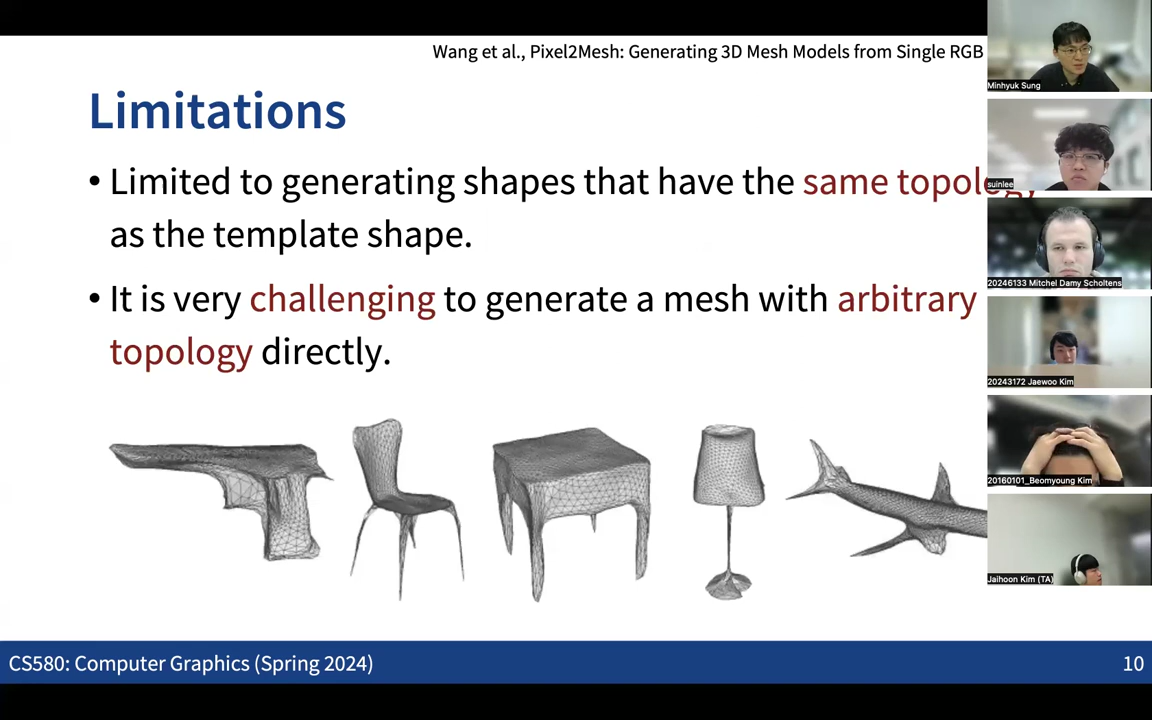 Wang et al., Pixel2Mesh: Generating 3D Mesh Models from Single RGB
Limitations
• Limited to generating shapes that have the same topology
as the template shape.
• It is very challenging to generate a mesh with arbitrary
topology directly.
CS580: Computer Graphics (Spring 2024)
10
Minhyuk Sung
suinlee
20246133 Mitchel Damy Scholtens
20243172 Jaewoo Kim
20160101_Beomyoung Kim
Jaihoon Kim (TA)